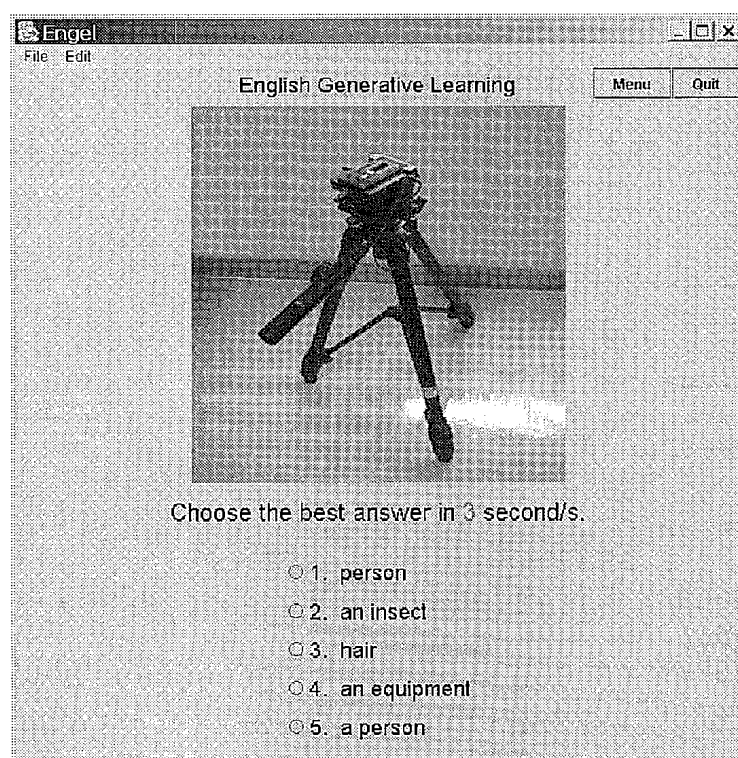 Engel
File Edit
English Generative Learning
Menu Quit
Choose the best answer in 3 second/s.
1. person
2. an insect
3. hair
4. an equipment
5. a person